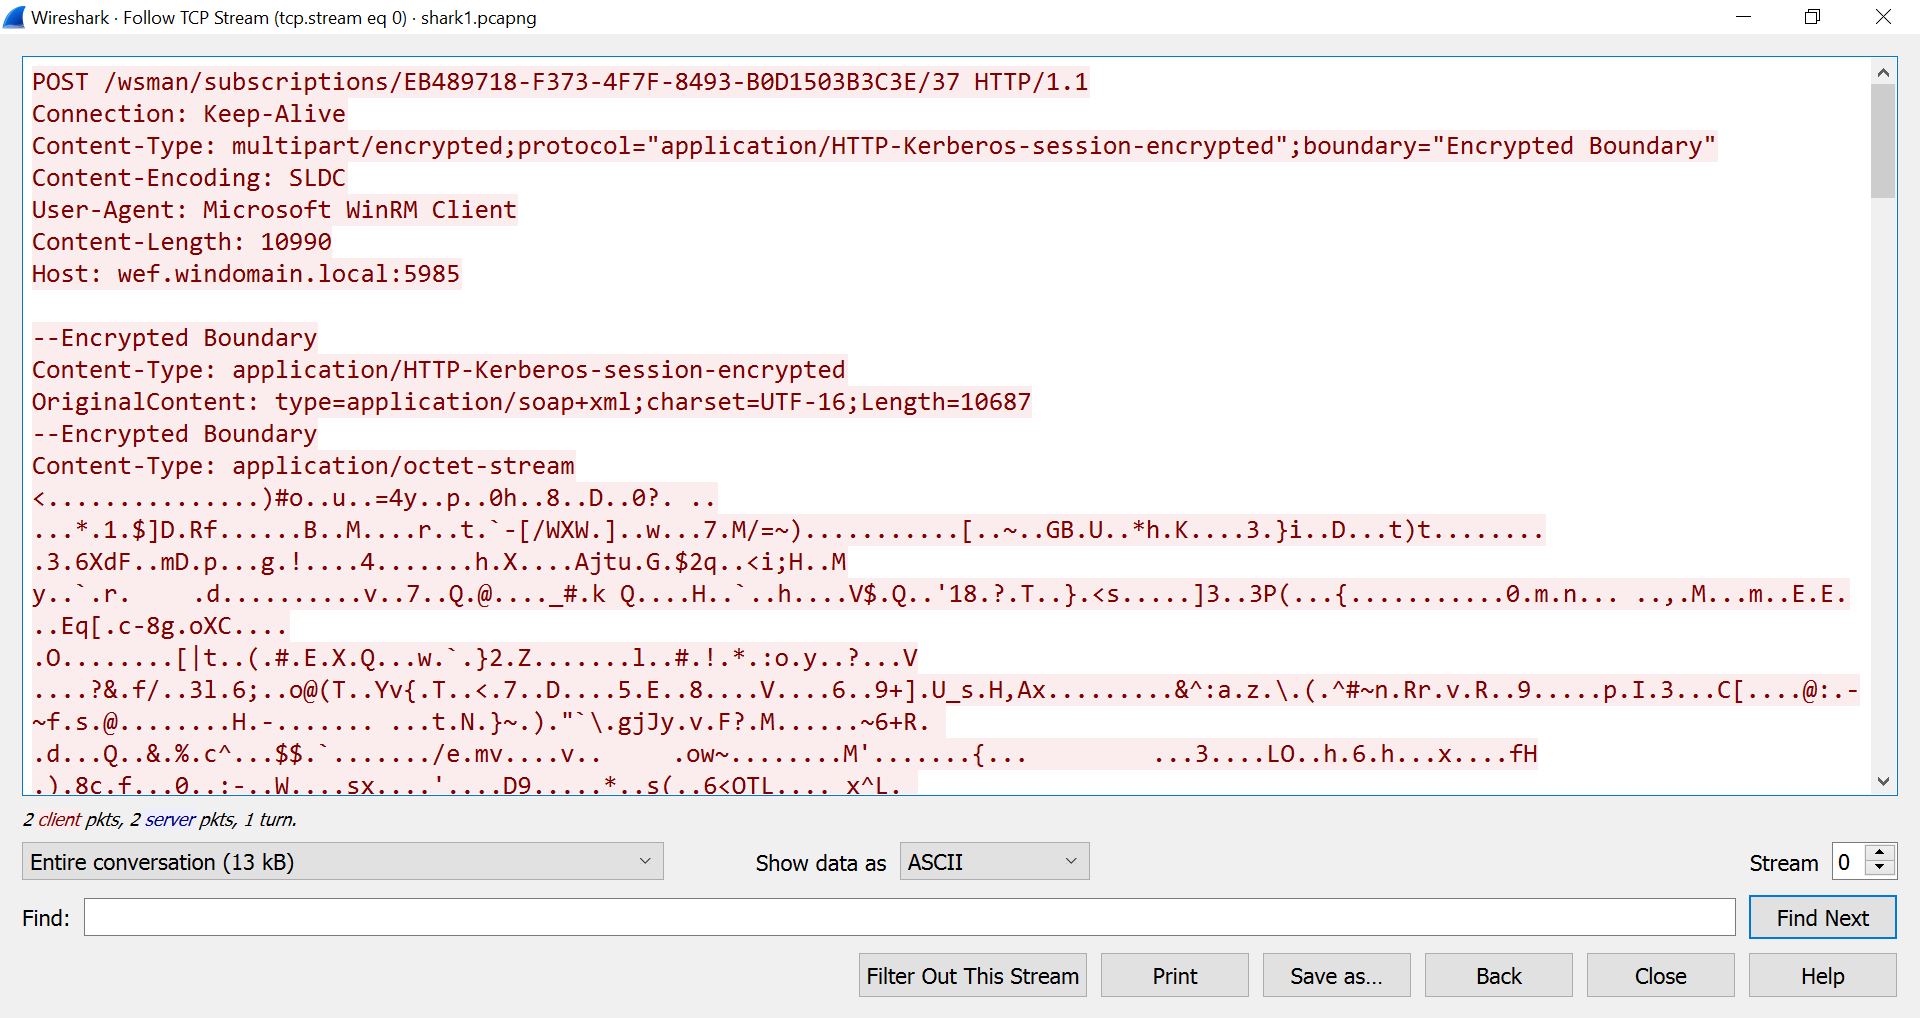 Wireshark · Follow TCP Stream (tcp.stream eq 0) · shark1.pcapng
POST /wsman/subscriptions/EB489718-F373-4F7F-8493-B0D1503B3C3E/37 HTTP/1.1
Connection: Keep-Alive
Content-Type: multipart/encrypted;protocol="application/HTTP-Kerberos-session-encrypted";boundary="Encrypted Boundary"
Content-Encoding: SLDC
User-Agent: Microsoft WinRM Client
Content-Length: 10990
Host: wef.windomain.local:5985
--Encrypted Boundary
Content-Type: application/HTTP-Kerberos-session-encrypted
OriginalContent: type=application/soap+xml;charset=UTF-16;Length=10687
--Encrypted Boundary
Content-Type: application/octet-stream
<...............)#o..u..=4y..p..0h..8..D..0?. ..
...*.1.$]D.Rf......B..M....r..t.`-[/WXW.]..w...7.M/=~)...........[..~..GB.U..*h.K....3.}i..D...t)t........
.3.6XdF..mD.p...g.!....4.......h.X....Ajtu.G.$2q..<i;H..M
y..`.r.    .d..........v..7..Q.@...._#.k Q....H..`..h....V$.Q..'18.?.T..}.<s.....]3..3P(...{...........0.m.n... ..,.M...m..E.E.
..Eq[.c-8g.oXC....
.O........[|t..(.#.E.X.Q...w.`.}2.Z.......l..#.!.*.:o.y..?...V
....?&.f/..3l.6;..o@(T..Yv{.T..<.7..D....5.E..8....V....6..9+].U_s.H,Ax.........&^:a.z.\.(.^#~n.Rr.v.R..9.....p.I.3...C[....@:.-
~f.s.@........H.-....... ...t.N.}~.)."`\.gjJy.v.F?.M......~6+R.
.d...Q..&.%.c^...$$.`......./e.mv....v..     .ow~........M'.......{...         ...3....LO..h.6.h...x....fH
.).8c.f...0..:-..W....sx....'....D9.....*..s(..6<OTL.... x^L.
2 client pkts, 2 server pkts, 1 turn.
Entire conversation (13 kB)
Show data as ASCII
Stream 0
Find:
Find Next
Filter Out This Stream
Print
Save as...
Back
Close
Help